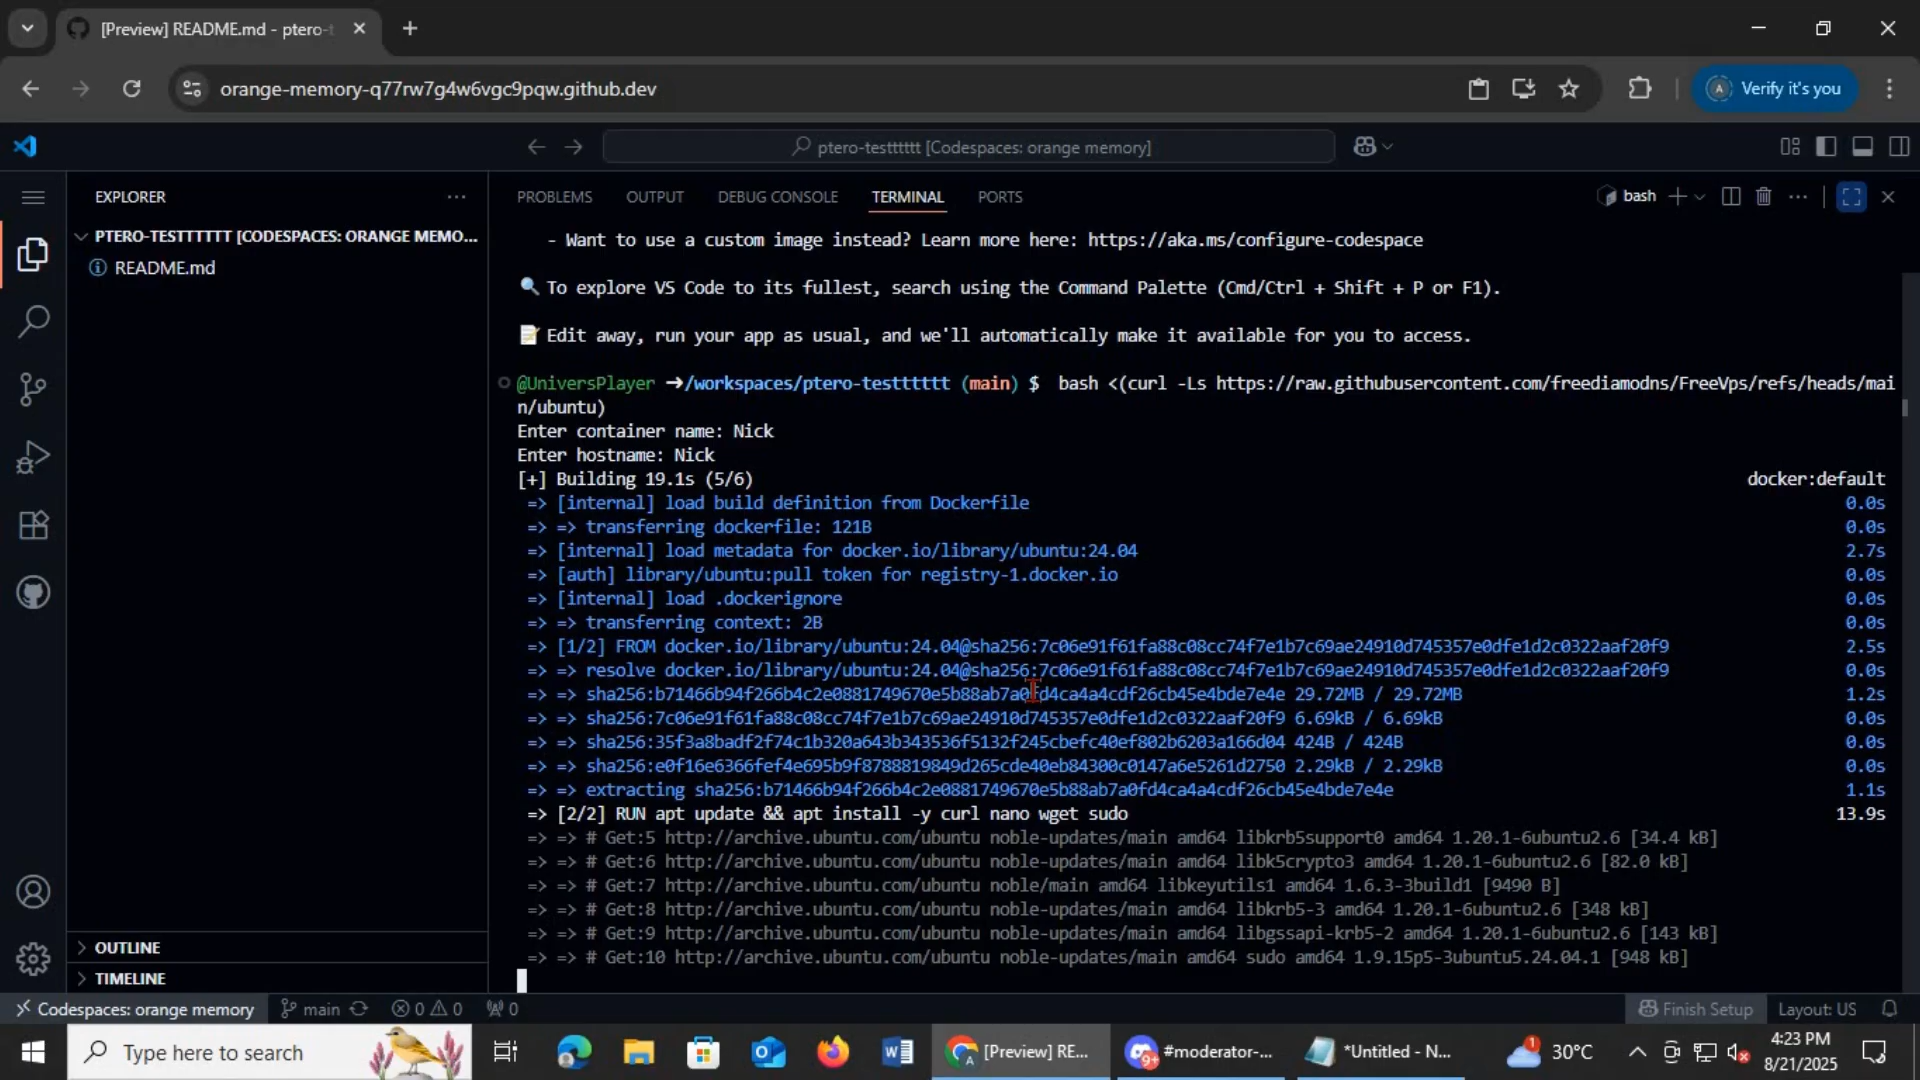 [Preview] README.md - ptero-t
orange-memory-q77rw7g4w6vgc9pqw.github.dev
Verify it's you
ptero-testttttt [Codespaces: orange memory]
EXPLORER
PROBLEMS OUTPUT DEBUG CONSOLE TERMINAL PORTS
bash
PTERO-TESTTTTTT [CODESPACES: ORANGE MEMO...
README.md
- Want to use a custom image instead? Learn more here: https://aka.ms/configure-codespace
🔍 To explore VS Code to its fullest, search using the Command Palette (Cmd/Ctrl + Shift + P or F1).
📝 Edit away, run your app as usual, and we'll automatically make it available for you to access.
@UniversPlayer ➜/workspaces/ptero-testttttt (main) $ bash <(curl -Ls https://raw.githubusercontent.com/freediamodns/FreeVps/refs/heads/mai
n/ubuntu)
Enter container name: Nick
Enter hostname: Nick
[+] Building 19.1s (5/6) docker:default
=> [internal] load build definition from Dockerfile 0.0s
=> => transferring dockerfile: 121B 0.0s
=> [internal] load metadata for docker.io/library/ubuntu:24.04 2.7s
=> [auth] library/ubuntu:pull token for registry-1.docker.io 0.0s
=> [internal] load .dockerignore 0.0s
=> => transferring context: 2B 0.0s
=> [1/2] FROM docker.io/library/ubuntu:24.04@sha256:7c06e91f61fa88c08cc74f7e1b7c69ae24910d745357e0dfe1d2c0322aaf20f9 2.5s
=> => resolve docker.io/library/ubuntu:24.04@sha256:7c06e91f61fa88c08cc74f7e1b7c69ae24910d745357e0dfe1d2c0322aaf20f9 0.0s
=> => sha256:b71466b94f266b4c2e0881749670e5b88ab7a0fd4ca4a4cdf26cb45e4bde7e4e 29.72MB / 29.72MB 1.2s
=> => sha256:7c06e91f61fa88c08cc74f7e1b7c69ae24910d745357e0dfe1d2c0322aaf20f9 6.69kB / 6.69kB 0.0s
=> => sha256:35f3a8badf2f74c1b320a643b343536f5132f245cbefc40ef802b6203a166d04 424B / 424B 0.0s
=> => sha256:e0f16e6366fef4e695b9f8788819849d265cde40eb84300c0147a6e5261d2750 2.29kB / 2.29kB 0.0s
=> => extracting sha256:b71466b94f266b4c2e0881749670e5b88ab7a0fd4ca4a4cdf26cb45e4bde7e4e 1.1s
=> [2/2] RUN apt update && apt install -y curl nano wget sudo 13.9s
=> => # Get:5 http://archive.ubuntu.com/ubuntu noble-updates/main amd64 libkrb5support0 amd64 1.20.1-6ubuntu2.6 [34.4 kB]
=> => # Get:6 http://archive.ubuntu.com/ubuntu noble-updates/main amd64 libk5crypto3 amd64 1.20.1-6ubuntu2.6 [82.0 kB]
=> => # Get:7 http://archive.ubuntu.com/ubuntu noble/main amd64 libkeyutils1 amd64 1.6.3-3build1 [9490 B]
=> => # Get:8 http://archive.ubuntu.com/ubuntu noble-updates/main amd64 libkrb5-3 amd64 1.20.1-6ubuntu2.6 [348 kB]
=> => # Get:9 http://archive.ubuntu.com/ubuntu noble-updates/main amd64 libgssapi-krb5-2 amd64 1.20.1-6ubuntu2.6 [143 kB]
=> => # Get:10 http://archive.ubuntu.com/ubuntu noble-updates/main amd64 sudo amd64 1.9.15p5-3ubuntu5.24.04.1 [948 kB]
OUTLINE
TIMELINE
Codespaces: orange memory main 0 0 0 Finish Setup Layout: US
Type here to search
[Preview] RE...
9+ #moderator-...
*Untitled - N...
1 30°C
4:23 PM
8/21/2025